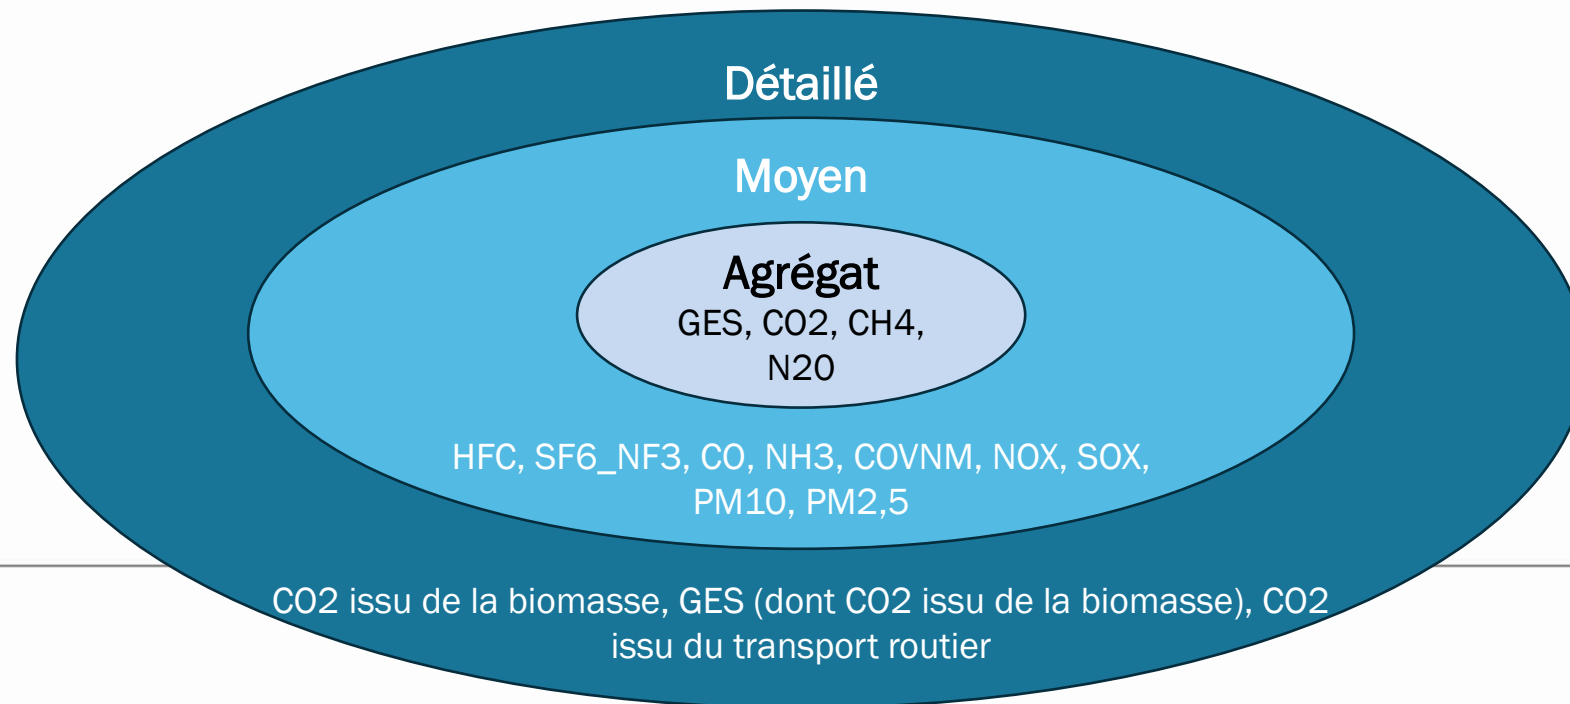 Détaillé
Moyen
Agrégat
GES, CO2, CH4,
N20
HFC, SF6_NF3, CO, NH3, COVNM, NOX, SOX,
PM10, PM2,5
CO2 issu de la biomasse, GES (dont CO2 issu de la biomasse), CO2
issu du transport routier